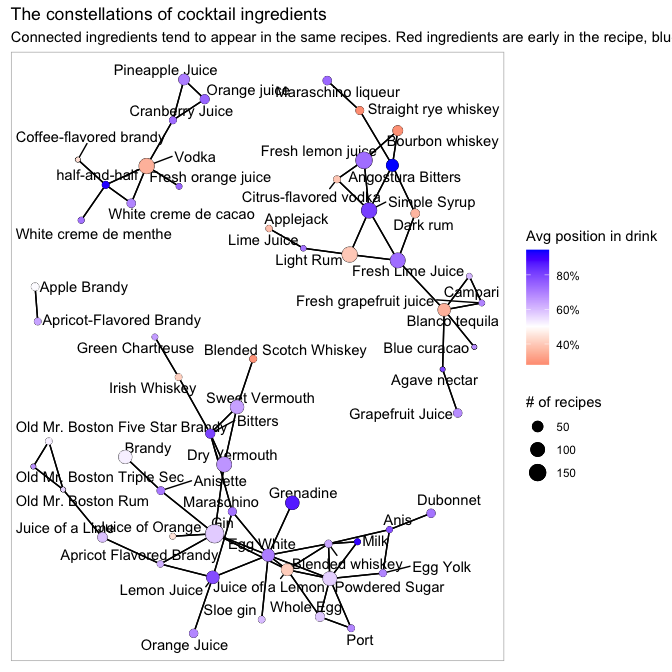 The constellations of cocktail ingredients
Connected ingredients tend to appear in the same recipes. Red ingredients are early in the recipe, blu
Pineapple Juice
Orange juice
Maraschino liqueur
Cranberry Juice
Straight rye whiskey
Coffee-flavored brandy
Bourbon whiskey
Vodka
Fresh lemon juice
half-and-half
Fresh orange juice
Angostura Bitters
Citrus-flavored vodka
Simple Syrup
White creme de cacao
Applejack
Dark rum
White creme de menthe
Lime Juice
Light Rum
Fresh Lime Juice
Apple Brandy
Campari
Fresh grapefruit juice
Apricot-Flavored Brandy
Blanco tequila
Green Chartreuse
Blended Scotch Whiskey
Blue curacao
Irish Whiskey
Agave nectar
Sweet Vermouth
Grapefruit Juice
Old Mr. Boston Five Star Brandy
Bitters
Brandy
Dry Vermouth
Old Mr. Boston Triple Sec
Anisette
Old Mr. Boston Rum
Maraschino
Grenadine
Dubonnet
Juice of a Lime
Juice of Orange
Gin
Anis
Egg White
Milk
Apricot Flavored Brandy
Blended whiskey
Egg Yolk
Lemon Juice
Juice of a Lemon
Powdered Sugar
Sloe gin
Whole Egg
Orange Juice
Port
Avg position in drink
80%
60%
40%
# of recipes
50
100
150